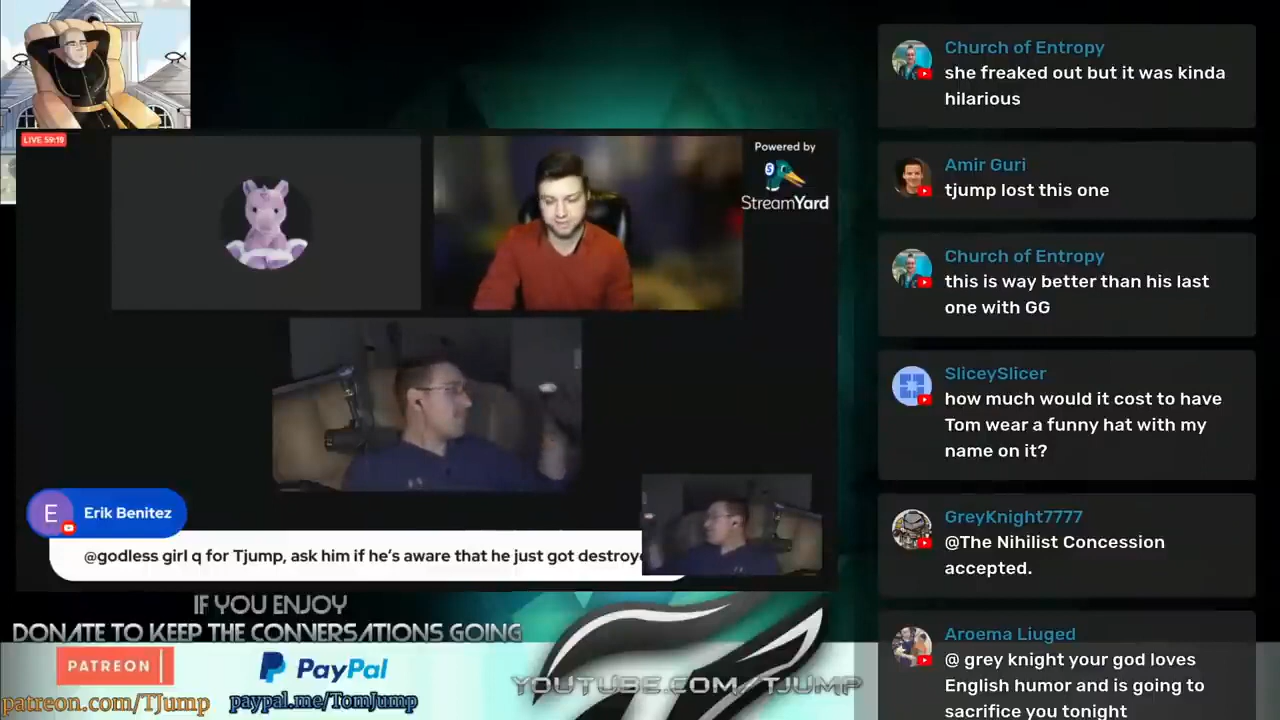 LIVE 59:19
Powered by
StreamYard
E
Erik Benitez
@godless girl q for Tjump, ask him if he's aware that he just got destroye
IF YOU ENJOY
DONATE TO KEEP THE CONVERSATIONS GOING
PATREON
PayPal
patreon.com/TJump
paypal.me/TomJump
YOUTUBE.COM/TJUMP
Church of Entropy
she freaked out but it was kinda
hilarious
Amir Guri
tjump lost this one
Church of Entropy
this is way better than his last
one with GG
SliceySlicer
how much would it cost to have
Tom wear a funny hat with my
name on it?
GreyKnight7777
@The Nihilist Concession
accepted.
Aroema Liuged
@ grey knight your god loves
English humor and is going to
sacrifice you tonight